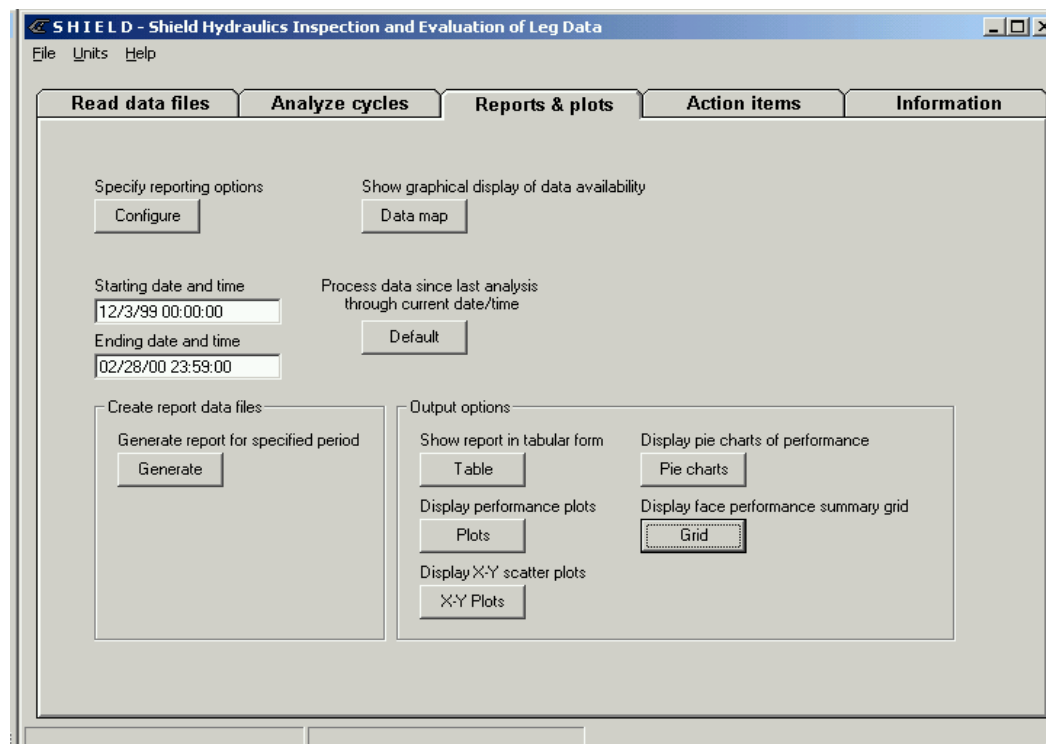 S H I E L D - Shield Hydraulics Inspection and Evaluation of Leg Data
File Units Help
Read data files Analyze cycles Reports & plots Action items Information
Specify reporting options Show graphical display of data availability
Configure Data map
Starting date and time Process data since last analysis
12/3/99 00:00:00 through current date/time
Ending date and time Default
02/28/00 23:59:00
Create report data files Output options
Generate report for specified period Show report in tabular form Display pie charts of performance
Generate Table Pie charts
Display performance plots Display face performance summary grid
Plots Grid
Display X-Y scatter plots
X-Y Plots